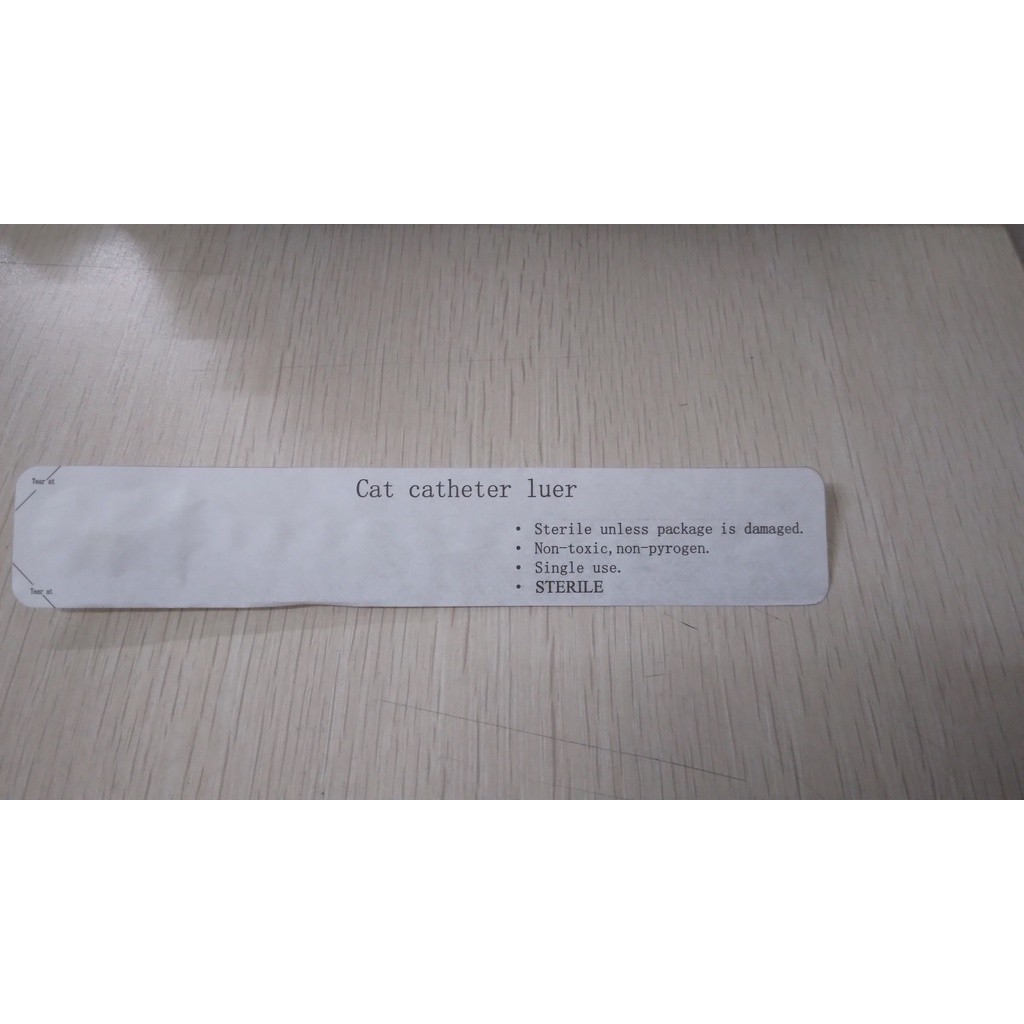 Tear at
Cat catheter luer
• Sterile unless package is damaged.
• Non-toxic,non-pyrogen.
• Single use.
• STERILE
Tear at